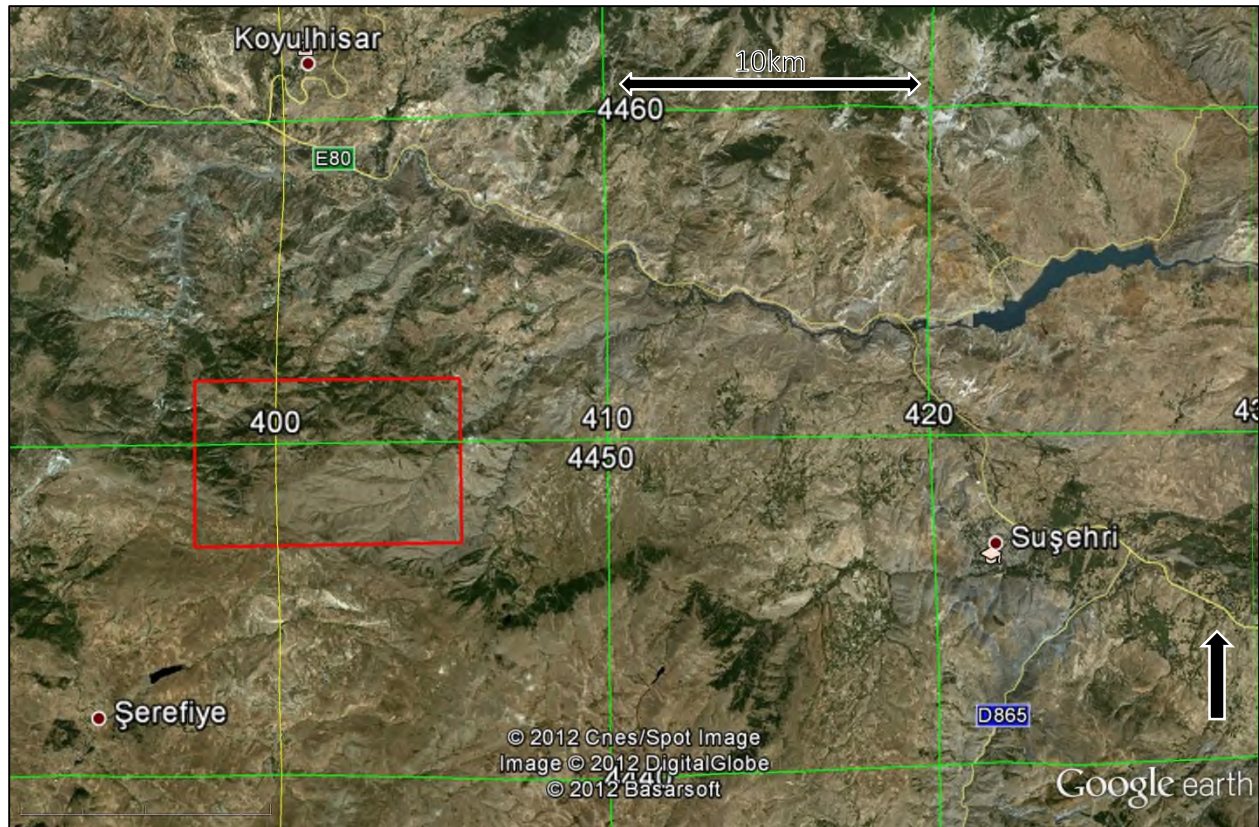 Koyulhisar
10km
4460
E80
400
410
420
43
4450
Suşehri
Şerefiye
D865
© 2012 Cnes/Spot Image
Image © 2012 DigitalGlobe
4440
© 2012 Basarsoft
Google earth